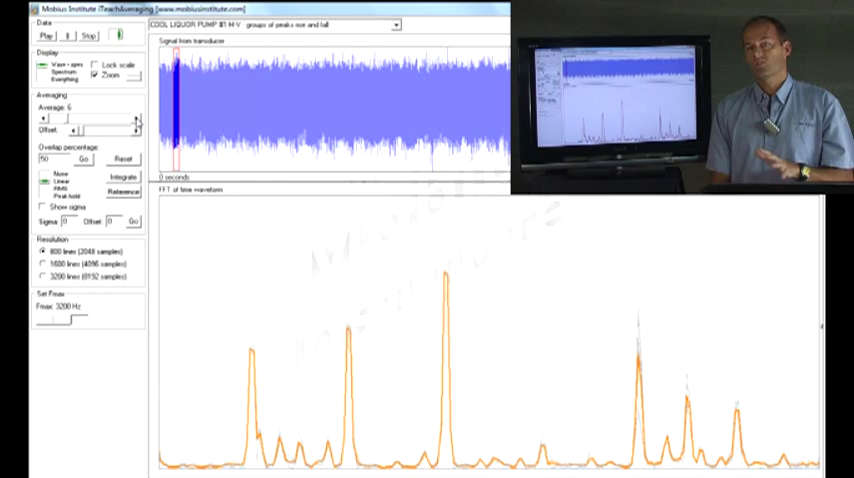 Mobius Institute iTeachAveraging [www.mobiusinstitute.com]
Data
Play II Stop
COOL LIQUOR PUMP #1 M V groups of peaks rise and fall
Display
Spectrum
Everything
Lock scale
Zoom
Signal from transducer
Averaging
Average: 6
Offset:
Overlap percentage:
50 Go Reset
None
Linear
RMS
Peak hold
Integrate
Reference
Show sigma
Sigma: 0 Offset: 0 Go
0 seconds
FFT of time waveform
Resolution
800 lines (2048 samples)
1600 lines (4096 samples)
3200 lines (8192 samples)
Set Fmax
Fmax: 3200 Hz
Mobius
Institute